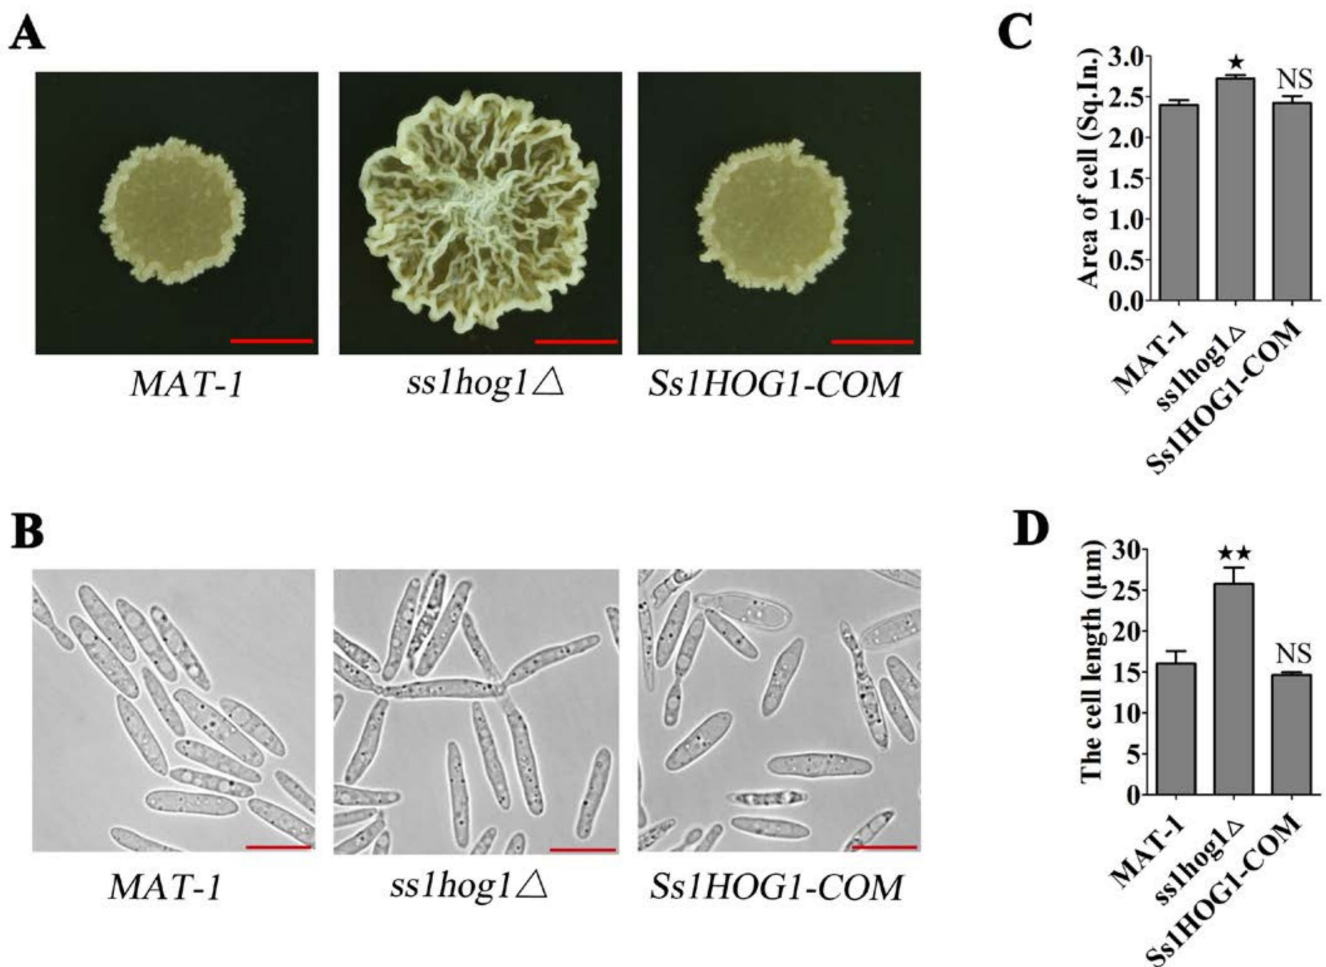 A
MAT-1
ss1hog1△
Ss1HOG1-COM
B
MAT-1
ss1hog1△
Ss1HOG1-COM
C
Area of cell (Sq.In.)
3.0
2.5
2.0
1.5
1.0
0.5
0.0
★
NS
MAT-1
ss1hog1△
Ss1HOG1-COM
D
The cell length (μm)
30
25
20
15
10
5
0
★★
NS
MAT-1
ss1hog1△
Ss1HOG1-COM